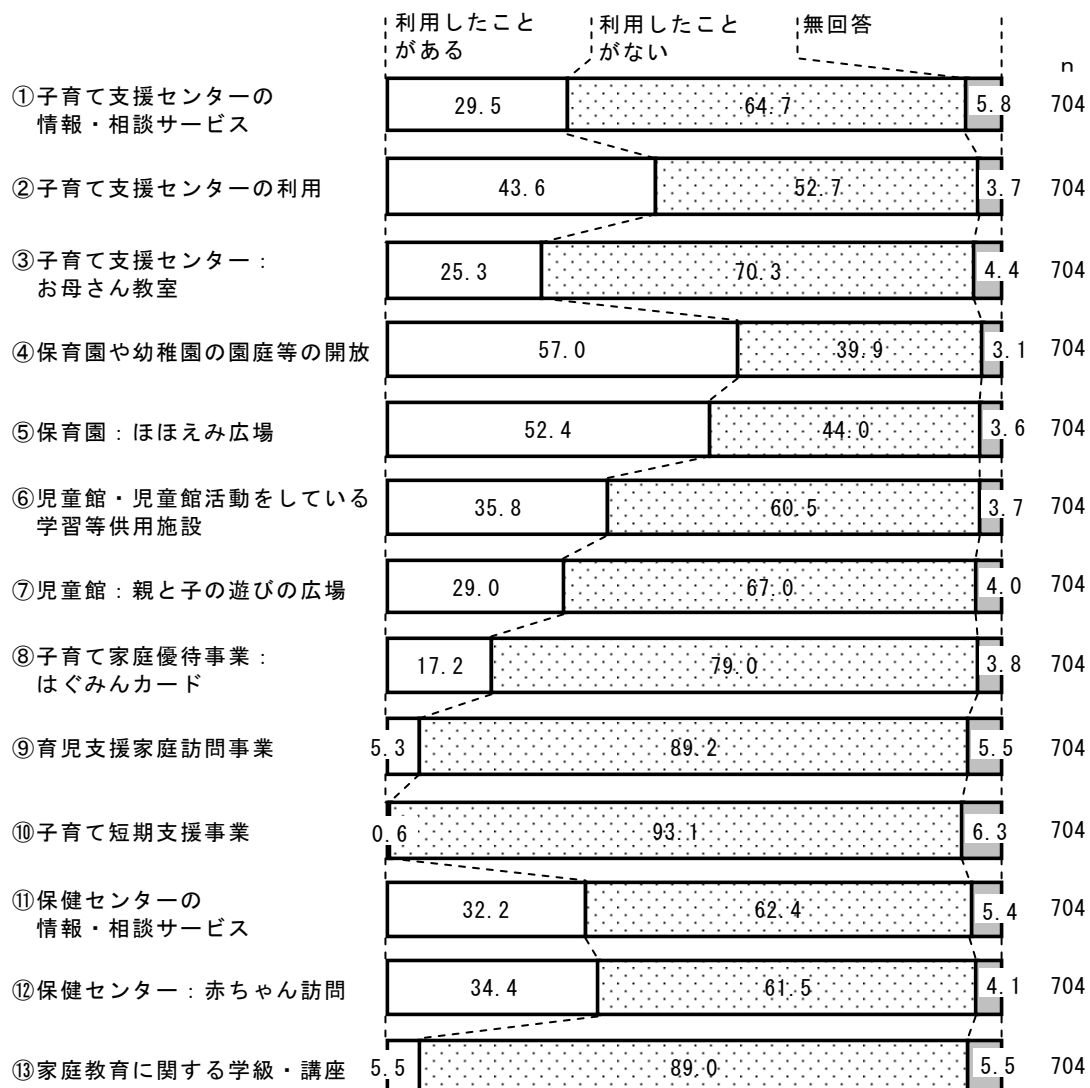 利用したこと 利用したこと 無回答
がある がない
n
①子育て支援センターの
情報・相談サービス
29.5 64.7 5.8 704
②子育て支援センターの利用 43.6 52.7 3.7 704
③子育て支援センター：
お母さん教室
25.3 70.3 4.4 704
④保育園や幼稚園の園庭等の開放 57.0 39.9 3.1 704
⑤保育園：ほほえみ広場 52.4 44.0 3.6 704
⑥児童館・児童館活動をしている
学習等供用施設
35.8 60.5 3.7 704
⑦児童館：親と子の遊びの広場 29.0 67.0 4.0 704
⑧子育て家庭優待事業：
はぐみんカード
17.2 79.0 3.8 704
⑨育児支援家庭訪問事業 5.3 89.2 5.5 704
⑩子育て短期支援事業 0.6 93.1 6.3 704
⑪保健センターの
情報・相談サービス
32.2 62.4 5.4 704
⑫保健センター：赤ちゃん訪問 34.4 61.5 4.1 704
⑬家庭教育に関する学級・講座 5.5 89.0 5.5 704